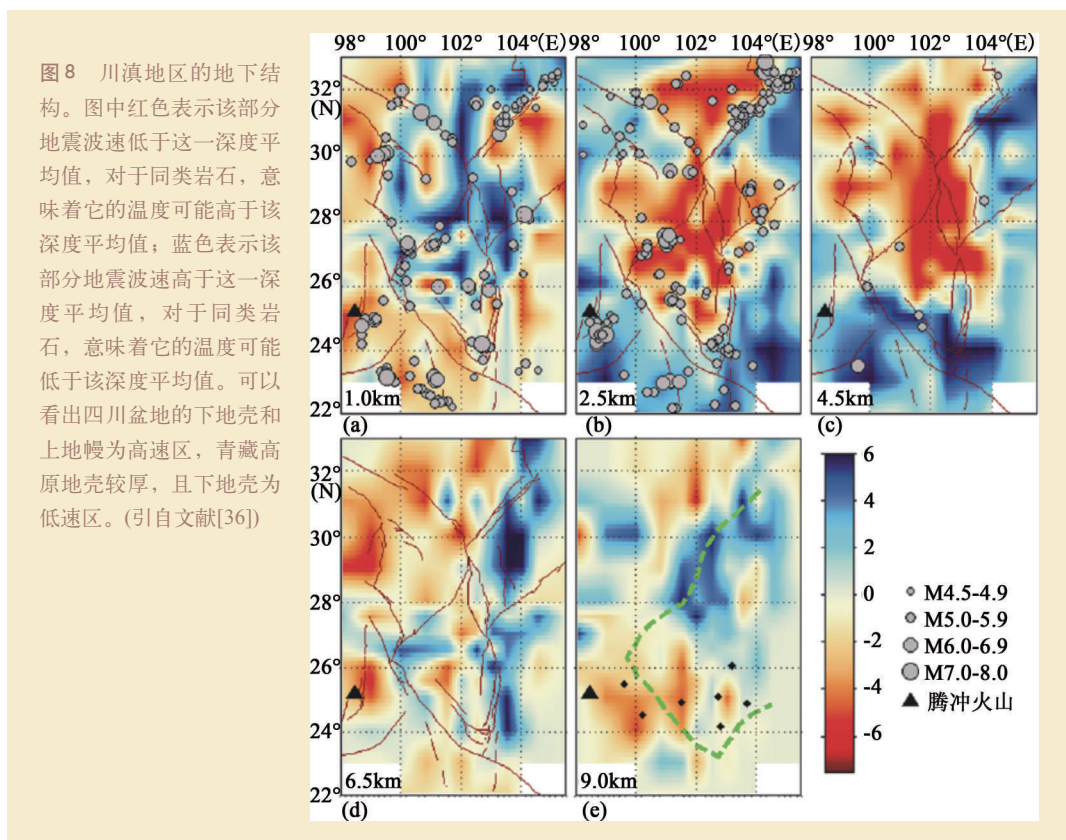 图8 川滇地区的地下结
构。图中红色表示该部分
地震波速低于这一深度平
均值，对于同类岩石，意
味着它的温度可能高于该
深度平均值；蓝色表示该
部分地震波速高于这一深
度平均值，对于同类岩
石，意味着它的温度可能
低于该深度平均值。可以
看出四川盆地的下地壳和
上地幔为高速区，青藏高
原地壳较厚，且下地壳为
低速区。(引自文献[36])
98° 100° 102° 104°(E) 98° 100° 102° 104°(E) 98° 100° 102° 104°(E)
32°
(N)
30°
28°
26°
24°
22°
32°
(N)
30°
28°
26°
24°
22°
1.0km
2.5km
4.5km
(a) (b) (c)
32°
(N)
30°
28°
26°
24°
22°
6.5km
9.0km
(d) (e)
6
4
2
0
-2
-4
-6
M4.5-4.9
M5.0-5.9
M6.0-6.9
M7.0-8.0
腾冲火山